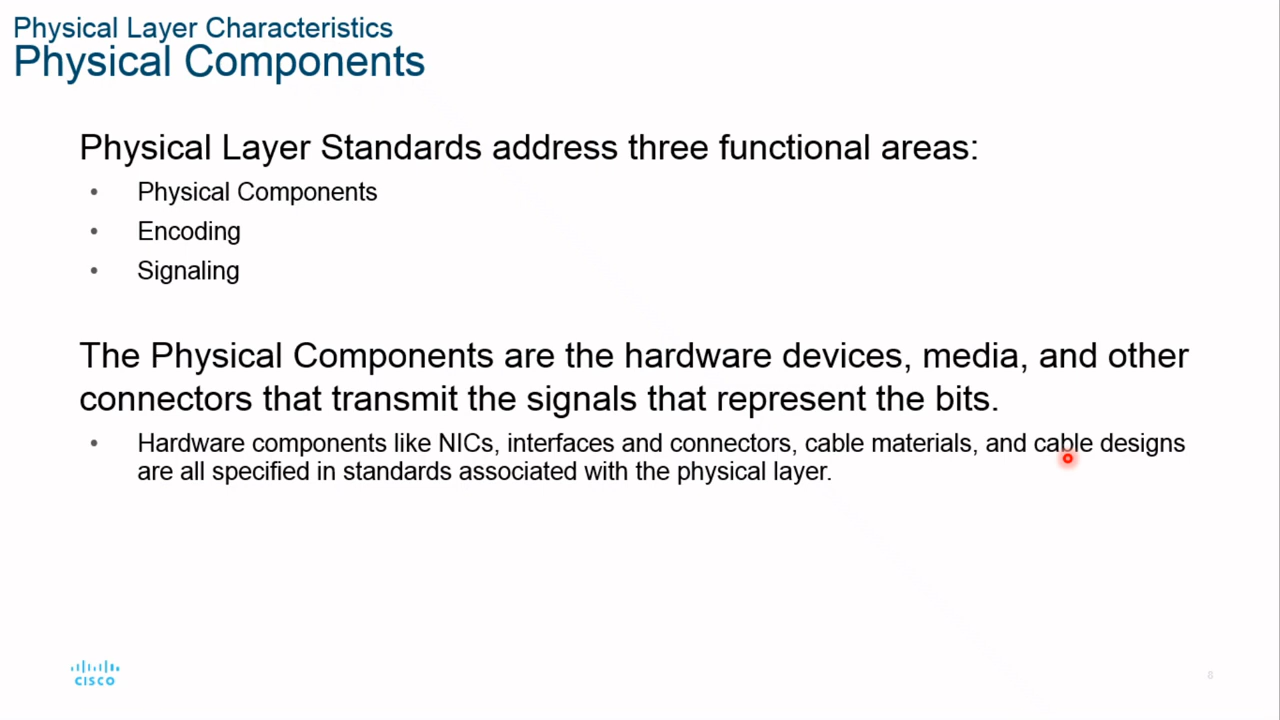 Physical Layer Characteristics
Physical Components
Physical Layer Standards address three functional areas:
• Physical Components
• Encoding
• Signaling
The Physical Components are the hardware devices, media, and other
connectors that transmit the signals that represent the bits.
• Hardware components like NICs, interfaces and connectors, cable materials, and cable designs
are all specified in standards associated with the physical layer.
CISCO
8